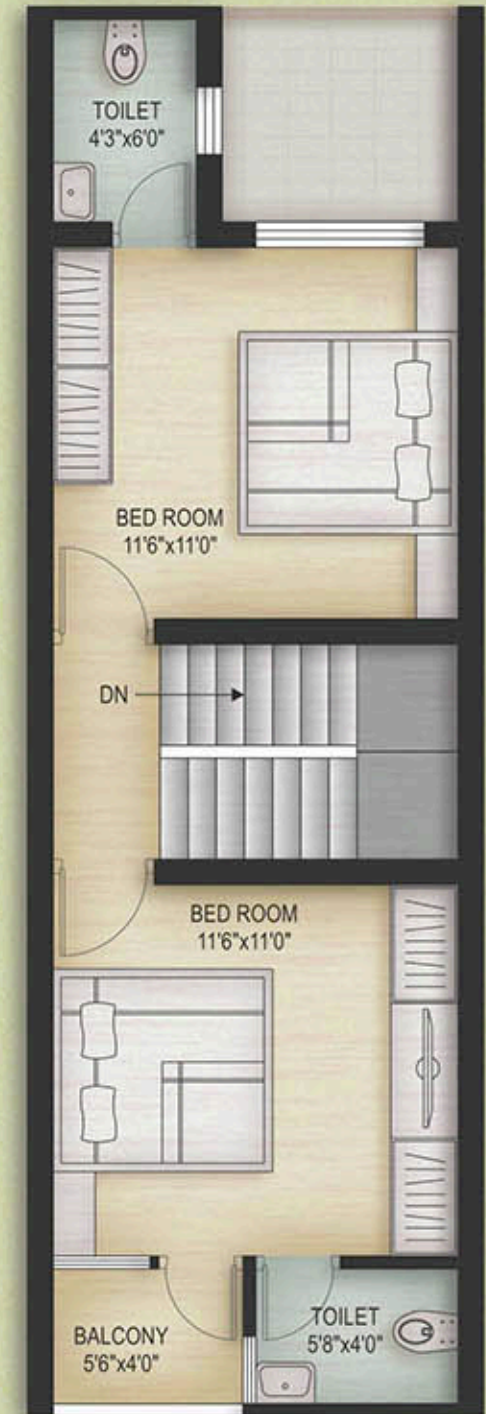 TOILET
4'3"x6'0"
BED ROOM
11'6"x11'0"
DN
BED ROOM
11'6"x11'0"
BALCONY
5'6"x4'0"
TOILET
5'8"x4'0"